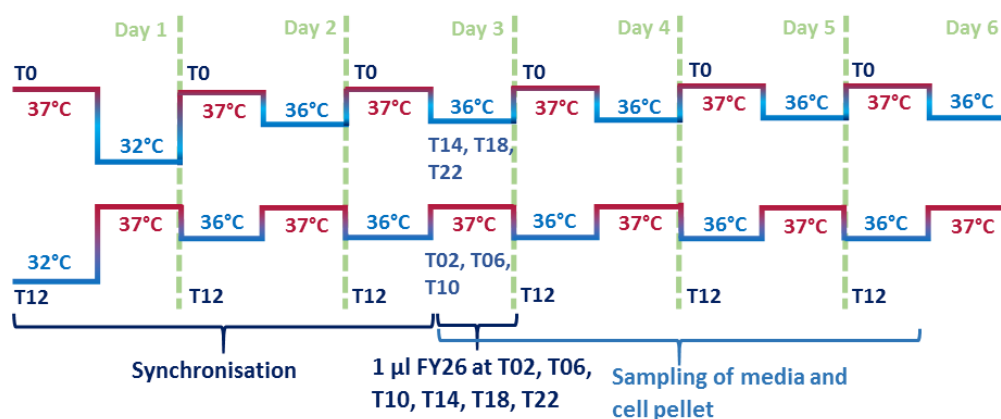 Day 1 Day 2 Day 3 Day 4 Day 5 Day 6
T0 T0 T0 T0 T0 T0
37°C 37°C 36°C 37°C 36°C 37°C 36°C 37°C 36°C 37°C 36°C
32°C
T14, T18,
T22
37°C 36°C 37°C 36°C 37°C 36°C 37°C 36°C 37°C 36°C 37°C
32°C
T02, T06,
T10
T12 T12 T12 T12 T12 T12
Synchronisation
1 µl FY26 at T02, T06,
T10, T14, T18, T22
Sampling of media and
cell pellet